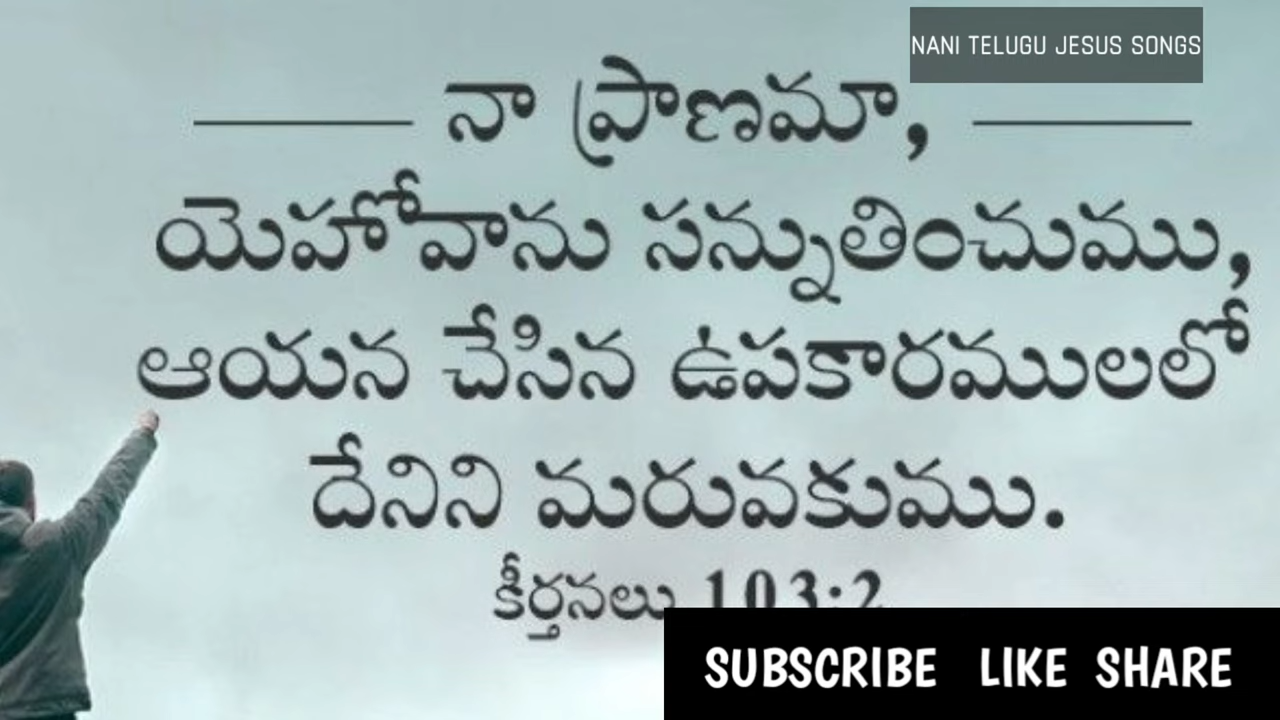 NANI TELUGU JESUS SONGS
నా ప్రాణమా,
యెహోవాను సన్నుతించుము,
ఆయన చేసిన ఉపకారములలో
దేనిని మరువకుము.
కీర్తనలు 103:2
SUBSCRIBE LIKE SHARE